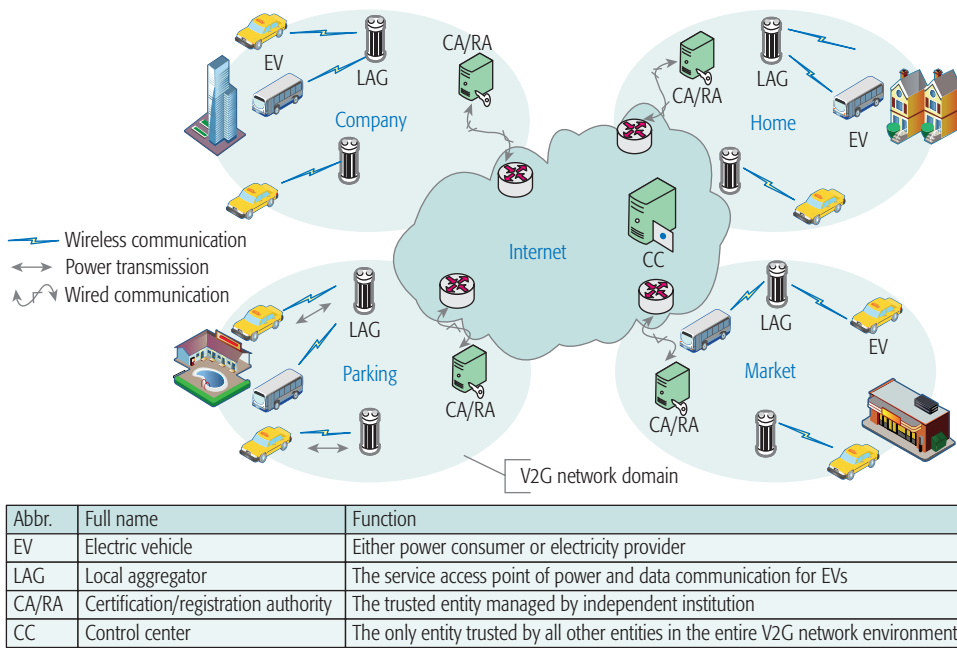 EV
LAG
CA/RA
Company
CA/RA
LAG
Home
EV
Internet
CC
Wireless communication
Power transmission
Wired communication
LAG
Parking
CA/RA
LAG
EV
Market
CA/RA
V2G network domain
Abbr. Full name Function
EV Electric vehicle Either power consumer or electricity provider
LAG Local aggregator The service access point of power and data communication for EVs
CA/RA Certification/registration authority The trusted entity managed by independent institution
CC Control center The only entity trusted by all other entities in the entire V2G network environment